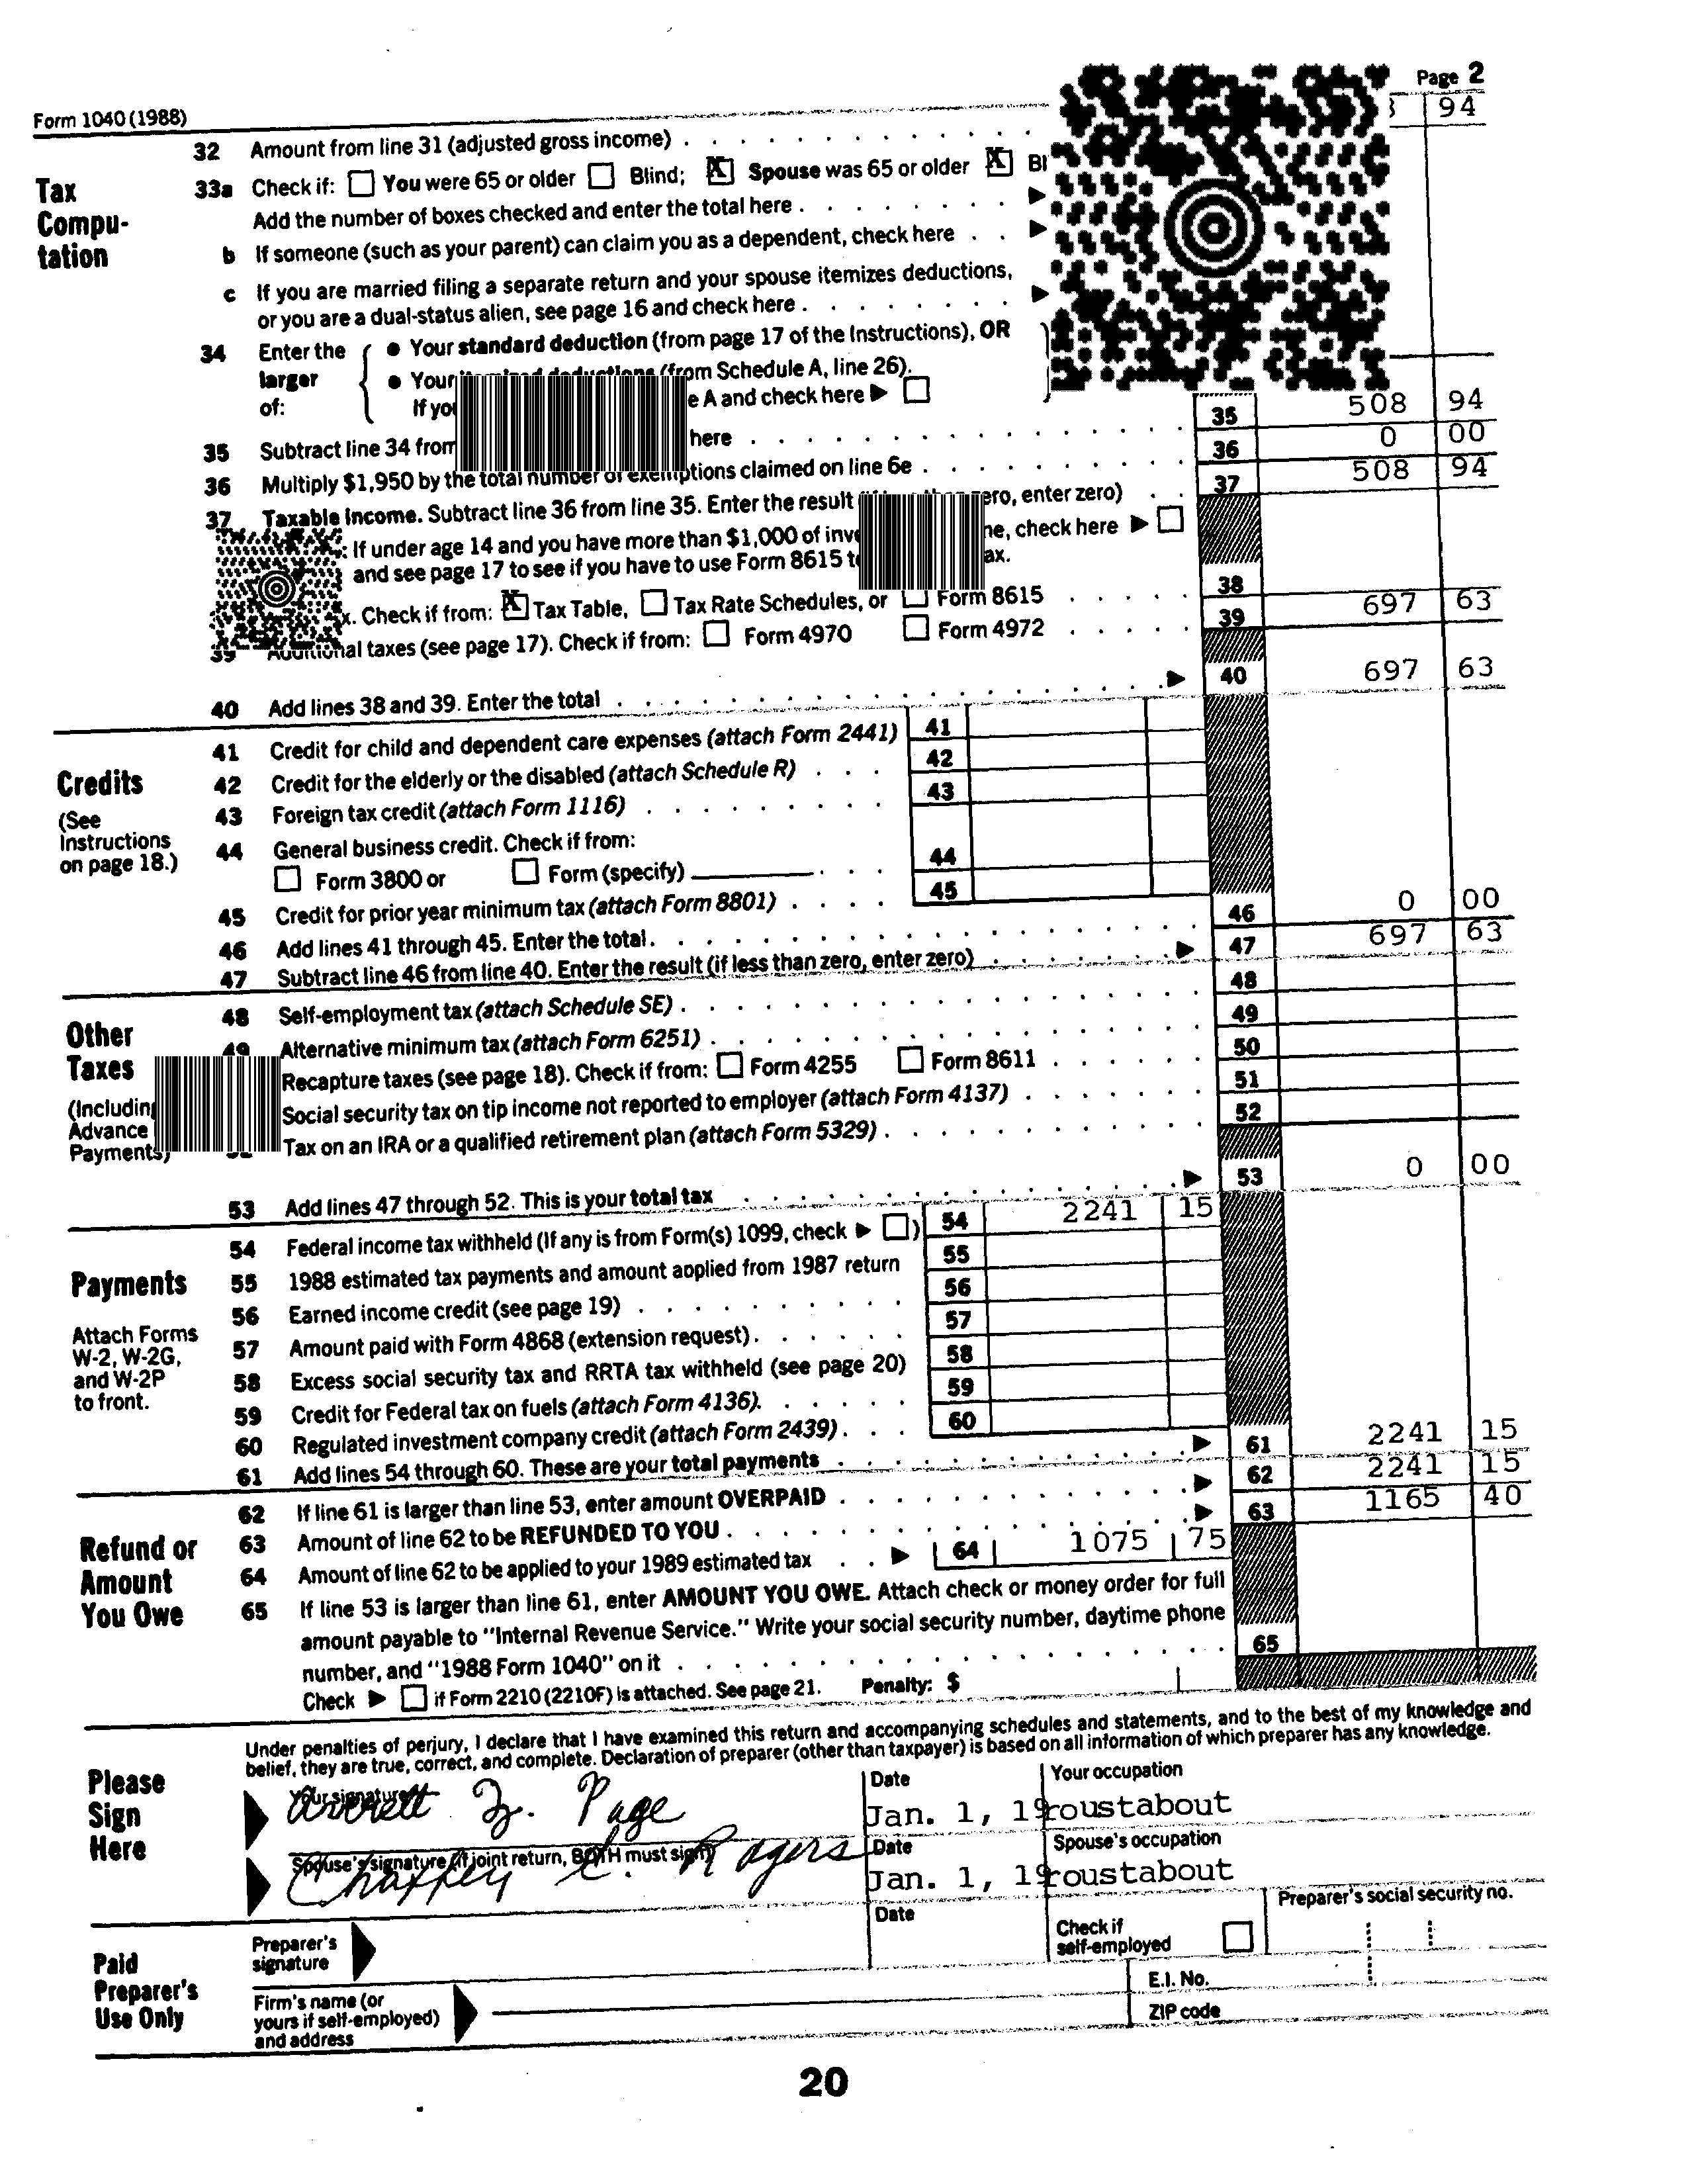 Page 2
Form 1040 (1988)
94
32 Amount from line 31 (adjusted gross income)
Tax Compu- tation
33a Check if: You were 65 or older Blind; X Spouse was 65 or older X
Add the number of boxes checked and enter the total here
b If someone (such as your parent) can claim you as a dependent, check here
c If you are married filing a separate return and your spouse itemizes deductions,
or you are a dual-status alien, see page 16 and check here
34 Enter the larger of:
• Your standard deduction (from page 17 of the Instructions), OR
• Your itemized deductions (from Schedule A, line 26).
If you A and check here ▶
35 Subtract line 34 from here 35 508 94
36 Multiply $1,950 by the total number of exemptions claimed on line 6e 36 0 00
37 Taxable income. Subtract line 36 from line 35. Enter the result zero, enter zero) 37 508 94
: If under age 14 and you have more than $1,000 of check here ▶
and see page 17 to see if you have to use Form 8615
Check if from: X Tax Table, Tax Rate Schedules, or Form 8615 38
39 Additional taxes (see page 17). Check if from: Form 4970 Form 4972 39 697 63
40 Add lines 38 and 39. Enter the total ▶ 40 697 63
Credits
(See Instructions on page 18.)
41 Credit for child and dependent care expenses (attach Form 2441) 41
42 Credit for the elderly or the disabled (attach Schedule R) 42
43 Foreign tax credit (attach Form 1116) 43
44 General business credit. Check if from:
Form 3800 or Form (specify) 44
45 Credit for prior year minimum tax (attach Form 8801) 45
46 Add lines 41 through 45. Enter the total. 46 0 00
47 Subtract line 46 from line 40. Enter the result (if less than zero, enter zero) ▶ 47 697 63
Other Taxes
(Including Advance Payments)
48 Self-employment tax (attach Schedule SE) 48
49 Alternative minimum tax (attach Form 6251) 49
Recapture taxes (see page 18). Check if from: Form 4255 Form 8611 50
Social security tax on tip income not reported to employer (attach Form 4137) 51
Tax on an IRA or a qualified retirement plan (attach Form 5329) 52
53 Add lines 47 through 52. This is your total tax ▶ 53 0 00
Payments
Attach Forms W-2, W-2G, and W-2P to front.
54 Federal income tax withheld (If any is from Form(s) 1099, check ▶ ) 54 2241 15
55 1988 estimated tax payments and amount applied from 1987 return 55
56 Earned income credit (see page 19) 56
57 Amount paid with Form 4868 (extension request) 57
58 Excess social security tax and RRTA tax withheld (see page 20) 58
59 Credit for Federal tax on fuels (attach Form 4136). 59
60 Regulated investment company credit (attach Form 2439) 60
61 Add lines 54 through 60. These are your total payments ▶ 61 2241 15
62 If line 61 is larger than line 53, enter amount OVERPAID ▶ 62 2241 15
Refund or Amount You Owe
63 Amount of line 62 to be REFUNDED TO YOU ▶ 63 1165 40
64 Amount of line 62 to be applied to your 1989 estimated tax ▶ 64 1075 75
65 If line 53 is larger than line 61, enter AMOUNT YOU OWE. Attach check or money order for full
amount payable to "Internal Revenue Service." Write your social security number, daytime phone
number, and "1988 Form 1040" on it 65
Check ▶ if Form 2210 (2210F) is attached. See page 21. Penalty: $
Under penalties of perjury, I declare that I have examined this return and accompanying schedules and statements, and to the best of my knowledge and
belief, they are true, correct, and complete. Declaration of preparer (other than taxpayer) is based on all information of which preparer has any knowledge.
Please Sign Here
Your signature Date Your occupation
Averett Z. Page Jan. 1, 19 roustabout
Spouse's signature (if joint return, BOTH must sign) Date Spouse's occupation
Chaffey C. Rogers Jan. 1, 19 roustabout
Paid Preparer's Use Only
Preparer's signature Date Check if self-employed Preparer's social security no.
Firm's name (or yours if self-employed) and address
E.I. No.
ZIP code
20